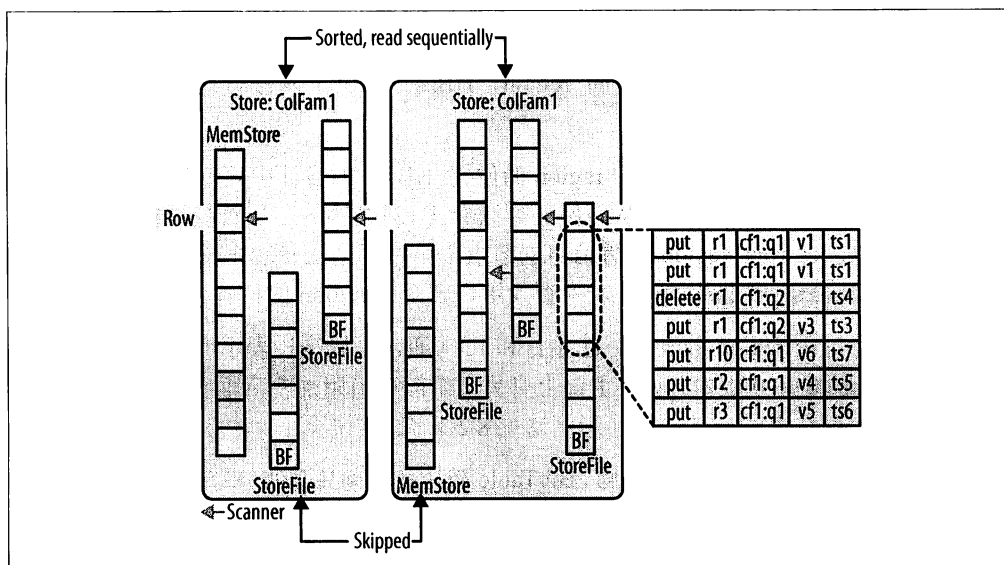 Sorted, read sequentially
Store: ColFam1
MemStore
Row
BF
StoreFile
BF
StoreFile
Scanner
Skipped
Store: ColFam1
BF
StoreFile
BF
MemStore
BF
StoreFile
put r1 cf1:q1 v1 ts1
put r1 cf1:q1 v1 ts1
delete r1 cf1:q2 ts4
put r1 cf1:q2 v3 ts3
put r10 cf1:q1 v6 ts7
put r2 cf1:q1 v4 ts5
put r3 cf1:q1 v5 ts6